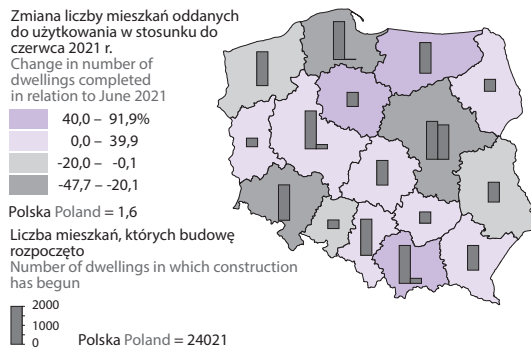 Zmiana liczby mieszkań oddanych
do użytkowania w stosunku do
czerwca 2021 r.
Change in number of
dwellings completed
in relation to June 2021
40,0 – 91,9%
0,0 – 39,9
-20,0 – -0,1
-47,7 – -20,1
Polska Poland = 1,6
Liczba mieszkań, których budowę
rozpoczęto
Number of dwellings in which construction
has begun
2000
1000
0
Polska Poland = 24021